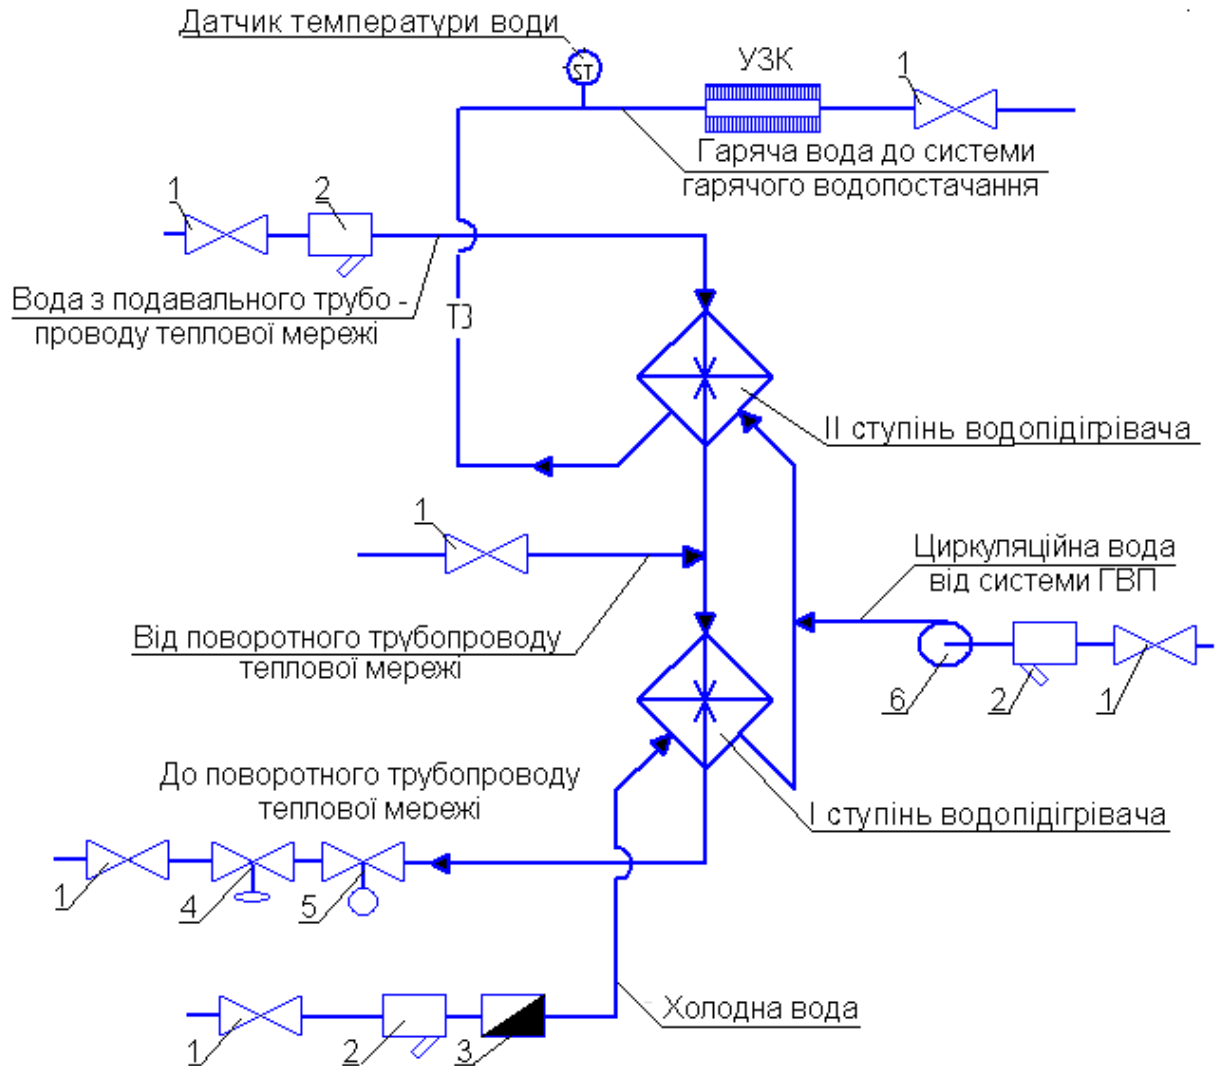 Датчик температури води
ST
УЗК
1
Гаряча вода до системи
гарячого водопостачання
1
2
Вода з подавального трубо -
проводу теплової мережі
Т3
ІІ ступінь водопідігрівача
1
Циркуляційна вода
від системи ГВП
Від поворотного трубопроводу
теплової мережі
6
2
1
До поворотного трубопроводу
теплової мережі
І ступінь водопідігрівача
1
4
5
Холодна вода
1
2
3